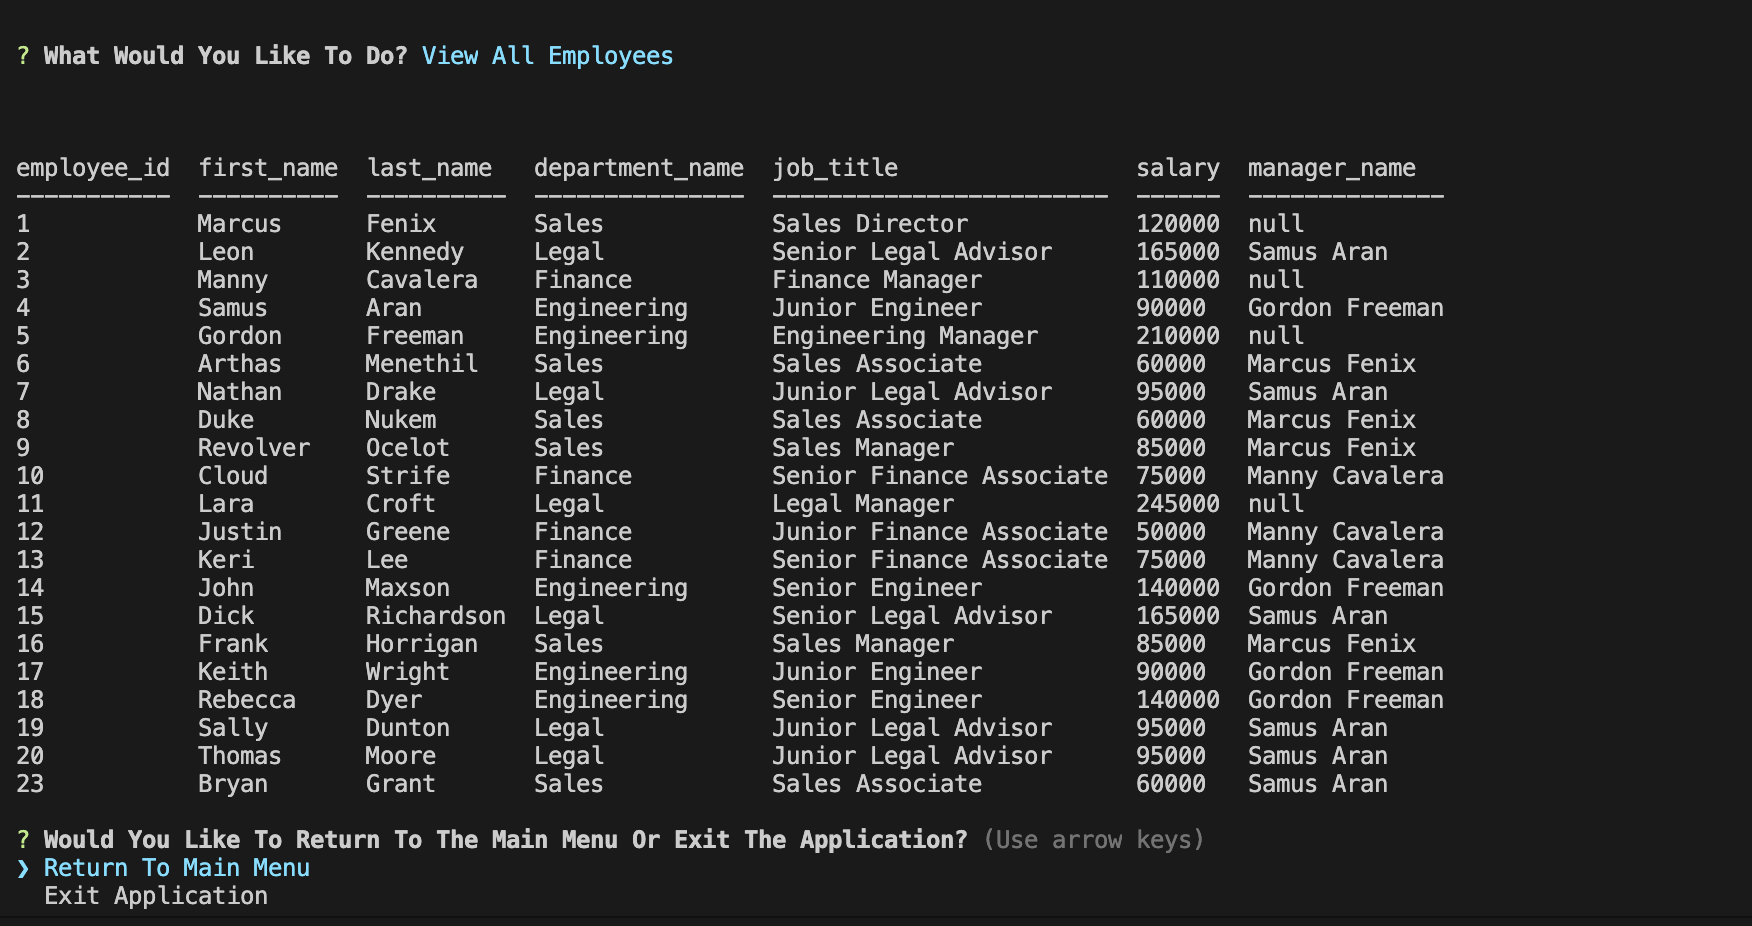 ? What Would You Like To Do? View All Employees
employee_id  first_name  last_name   department_name  job_title                 salary  manager_name
-----------  ----------  ----------  ---------------  ------------------------  ------  --------------
1            Marcus      Fenix       Sales            Sales Director            120000  null
2            Leon        Kennedy     Legal            Senior Legal Advisor      165000  Samus Aran
3            Manny       Cavalera    Finance          Finance Manager           110000  null
4            Samus       Aran        Engineering      Junior Engineer           90000   Gordon Freeman
5            Gordon      Freeman     Engineering      Engineering Manager       210000  null
6            Arthas      Menethil    Sales            Sales Associate           60000   Marcus Fenix
7            Nathan      Drake       Legal            Junior Legal Advisor      95000   Samus Aran
8            Duke        Nukem       Sales            Sales Associate           60000   Marcus Fenix
9            Revolver    Ocelot      Sales            Sales Manager             85000   Marcus Fenix
10           Cloud       Strife      Finance          Senior Finance Associate  75000   Manny Cavalera
11           Lara        Croft       Legal            Legal Manager             245000  null
12           Justin      Greene      Finance          Junior Finance Associate  50000   Manny Cavalera
13           Keri        Lee         Finance          Senior Finance Associate  75000   Manny Cavalera
14           John        Maxson      Engineering      Senior Engineer           140000  Gordon Freeman
15           Dick        Richardson  Legal            Senior Legal Advisor      165000  Samus Aran
16           Frank       Horrigan    Sales            Sales Manager             85000   Marcus Fenix
17           Keith       Wright      Engineering      Junior Engineer           90000   Gordon Freeman
18           Rebecca     Dyer        Engineering      Senior Engineer           140000  Gordon Freeman
19           Sally       Dunton      Legal            Junior Legal Advisor      95000   Samus Aran
20           Thomas      Moore       Legal            Junior Legal Advisor      95000   Samus Aran
23           Bryan       Grant       Sales            Sales Associate           60000   Samus Aran
? Would You Like To Return To The Main Menu Or Exit The Application? (Use arrow keys)
❯ Return To Main Menu
Exit Application